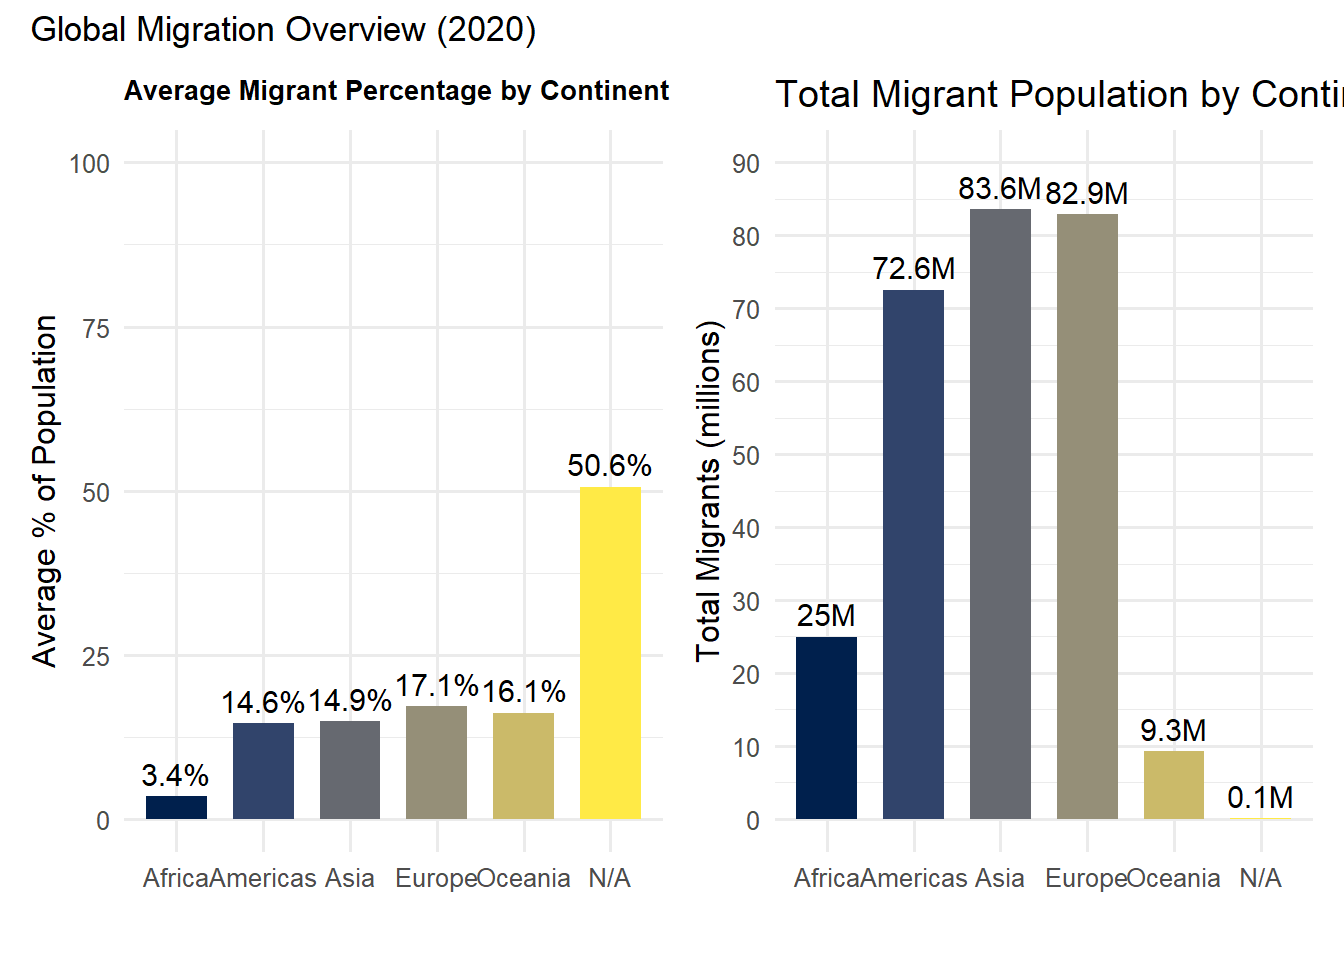 Global Migration Overview (2020)
Average Migrant Percentage by Continent
Average % of Population
100
75
50
25
0
3.4%
14.6%
14.9%
17.1%
16.1%
50.6%
Africa
Americas
Asia
Europe
Oceania
N/A
Total Migrant Population by Contin
Total Migrants (millions)
90
80
70
60
50
40
30
20
10
0
25M
72.6M
83.6M
82.9M
9.3M
0.1M
Africa
Americas
Asia
Europe
Oceania
N/A